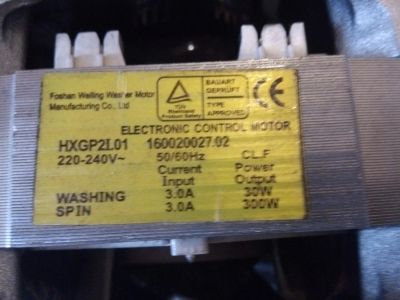 Foshan Welling Washer Motor
Manufacturing Co., Ltd
TÜV
Rheinland
Product Safety
BAUART
GEPRÜFT
TYPE
APPROVED
CE
ELECTRONIC CONTROL MOTOR
HXGP2I.01 160020027.02
220-240V~ 50/60Hz CL.F
Current Power
Input Output
WASHING 3.0A 30W
SPIN 3.0A 300W